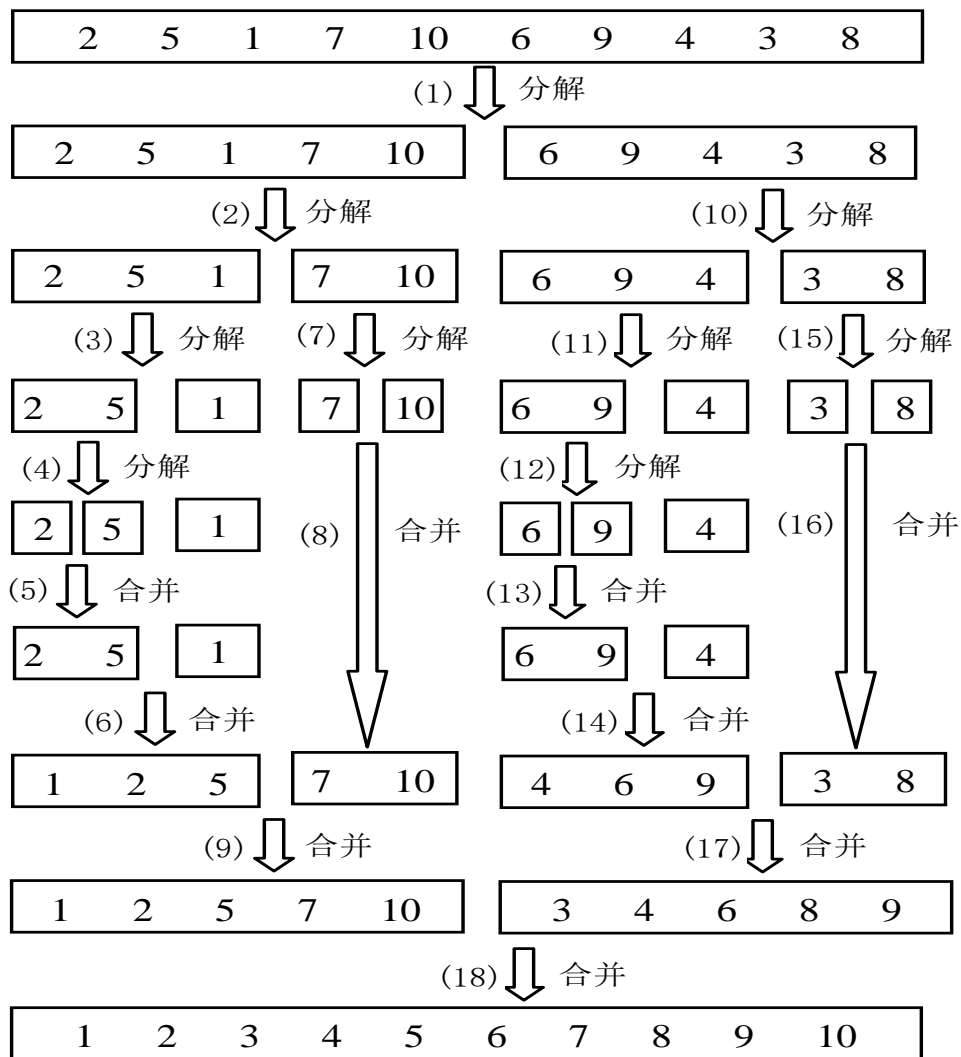 2 5 1 7 10 6 9 4 3 8
(1) 分解
2 5 1 7 10 6 9 4 3 8
(2) 分解 (10) 分解
2 5 1 7 10 6 9 4 3 8
(3) 分解 (7) 分解 (11) 分解 (15) 分解
2 5 1 7 10 6 9 4 3 8
(4) 分解 (12) 分解
2 5 1 (8) 合并 6 9 4 (16) 合并
(5) 合并 (13) 合并
2 5 1 6 9 4
(6) 合并 (14) 合并
1 2 5 7 10 4 6 9 3 8
(9) 合并 (17) 合并
1 2 5 7 10 3 4 6 8 9
(18) 合并
1 2 3 4 5 6 7 8 9 10